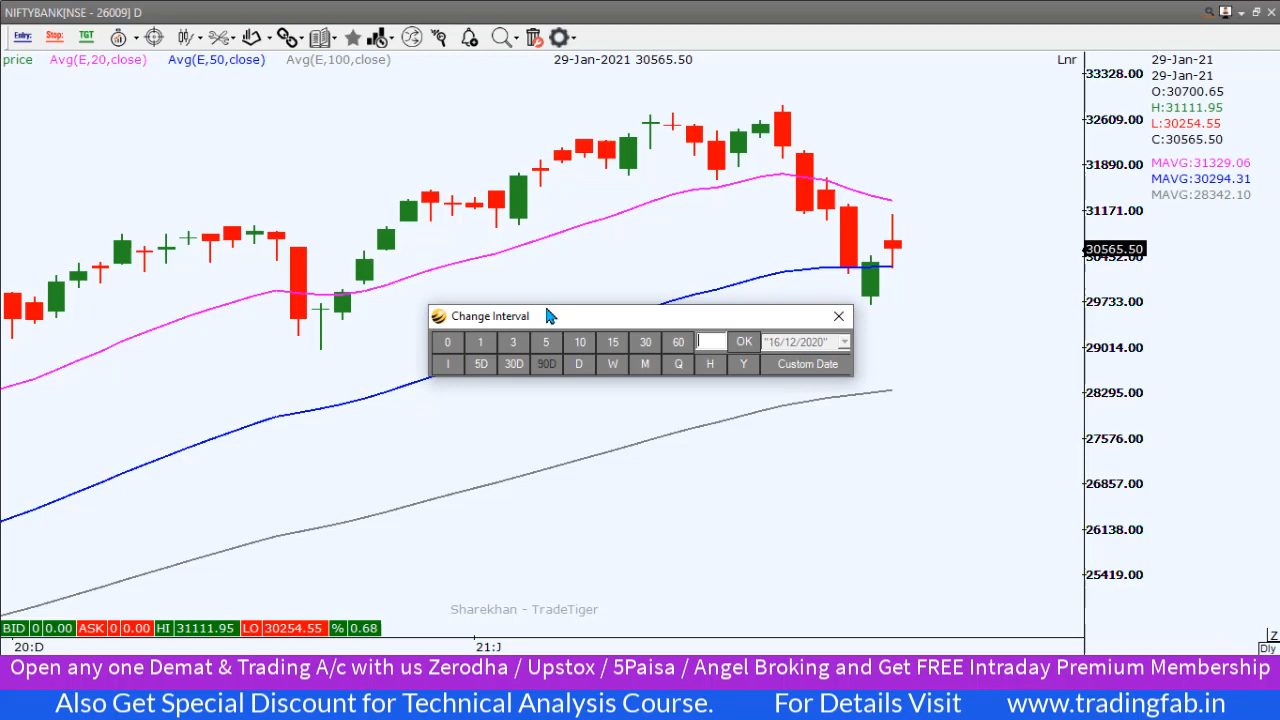 NIFTYBANK[NSE - 26009] D
Entry: Stop: TGT
price Avg(E,20,close) Avg(E,50,close) Avg(E,100,close) 29-Jan-2021 30565.50 Lnr
29-Jan-21
29-Jan-21
O:30700.65
H:31111.95
L:30254.55
C:30565.50
MAVG:31329.06
MAVG:30294.31
MAVG:28342.10
33328.00
32609.00
31890.00
31171.00
30565.50
30452.00
29733.00
29014.00
28295.00
27576.00
26857.00
26138.00
25419.00
Change Interval
0 1 3 5 10 15 30 60 OK "16/12/2020"
I 5D 30D 90D D W M Q H Y Custom Date
Sharekhan - TradeTiger
BID 0 0.00 ASK 0 0.00 HI 31111.95 LO 30254.55 % 0.68
20:D 21:J
Z
Dly
Open any one Demat & Trading A/c with us Zerodha / Upstox / 5Paisa / Angel Broking and Get FREE Intraday Premium Membership
Also Get Special Discount for Technical Analysis Course. For Details Visit www.tradingfab.in